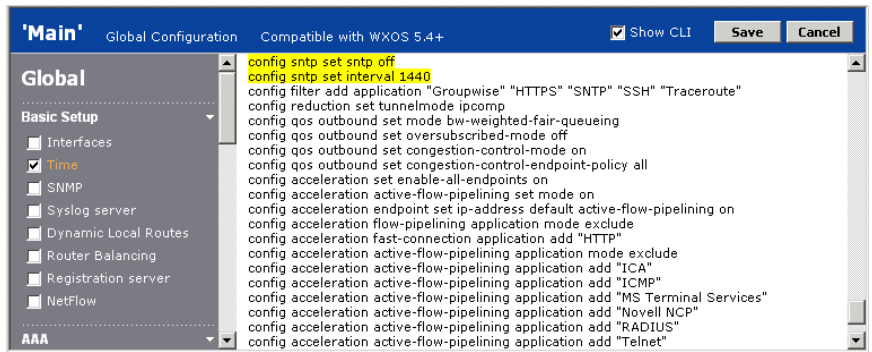 'Main' Global Configuration Compatible with WXOS 5.4+ Show CLI Save Cancel
Global
Basic Setup
Interfaces
Time
SNMP
Syslog server
Dynamic Local Routes
Router Balancing
Registration server
NetFlow
AAA
config sntp set sntp off
config sntp set interval 1440
config filter add application "Groupwise" "HTTPS" "SNTP" "SSH" "Traceroute"
config reduction set tunnelmode ipcomp
config qos outbound set mode bw-weighted-fair-queueing
config qos outbound set oversubscribed-mode off
config qos outbound set congestion-control-mode on
config qos outbound set congestion-control-endpoint-policy all
config acceleration set enable-all-endpoints on
config acceleration active-flow-pipelining set mode on
config acceleration endpoint set ip-address default active-flow-pipelining on
config acceleration flow-pipelining application mode exclude
config acceleration fast-connection application add "HTTP"
config acceleration active-flow-pipelining application mode exclude
config acceleration active-flow-pipelining application add "ICA"
config acceleration active-flow-pipelining application add "ICMP"
config acceleration active-flow-pipelining application add "MS Terminal Services"
config acceleration active-flow-pipelining application add "Novell NCP"
config acceleration active-flow-pipelining application add "RADIUS"
config acceleration active-flow-pipelining application add "Telnet"